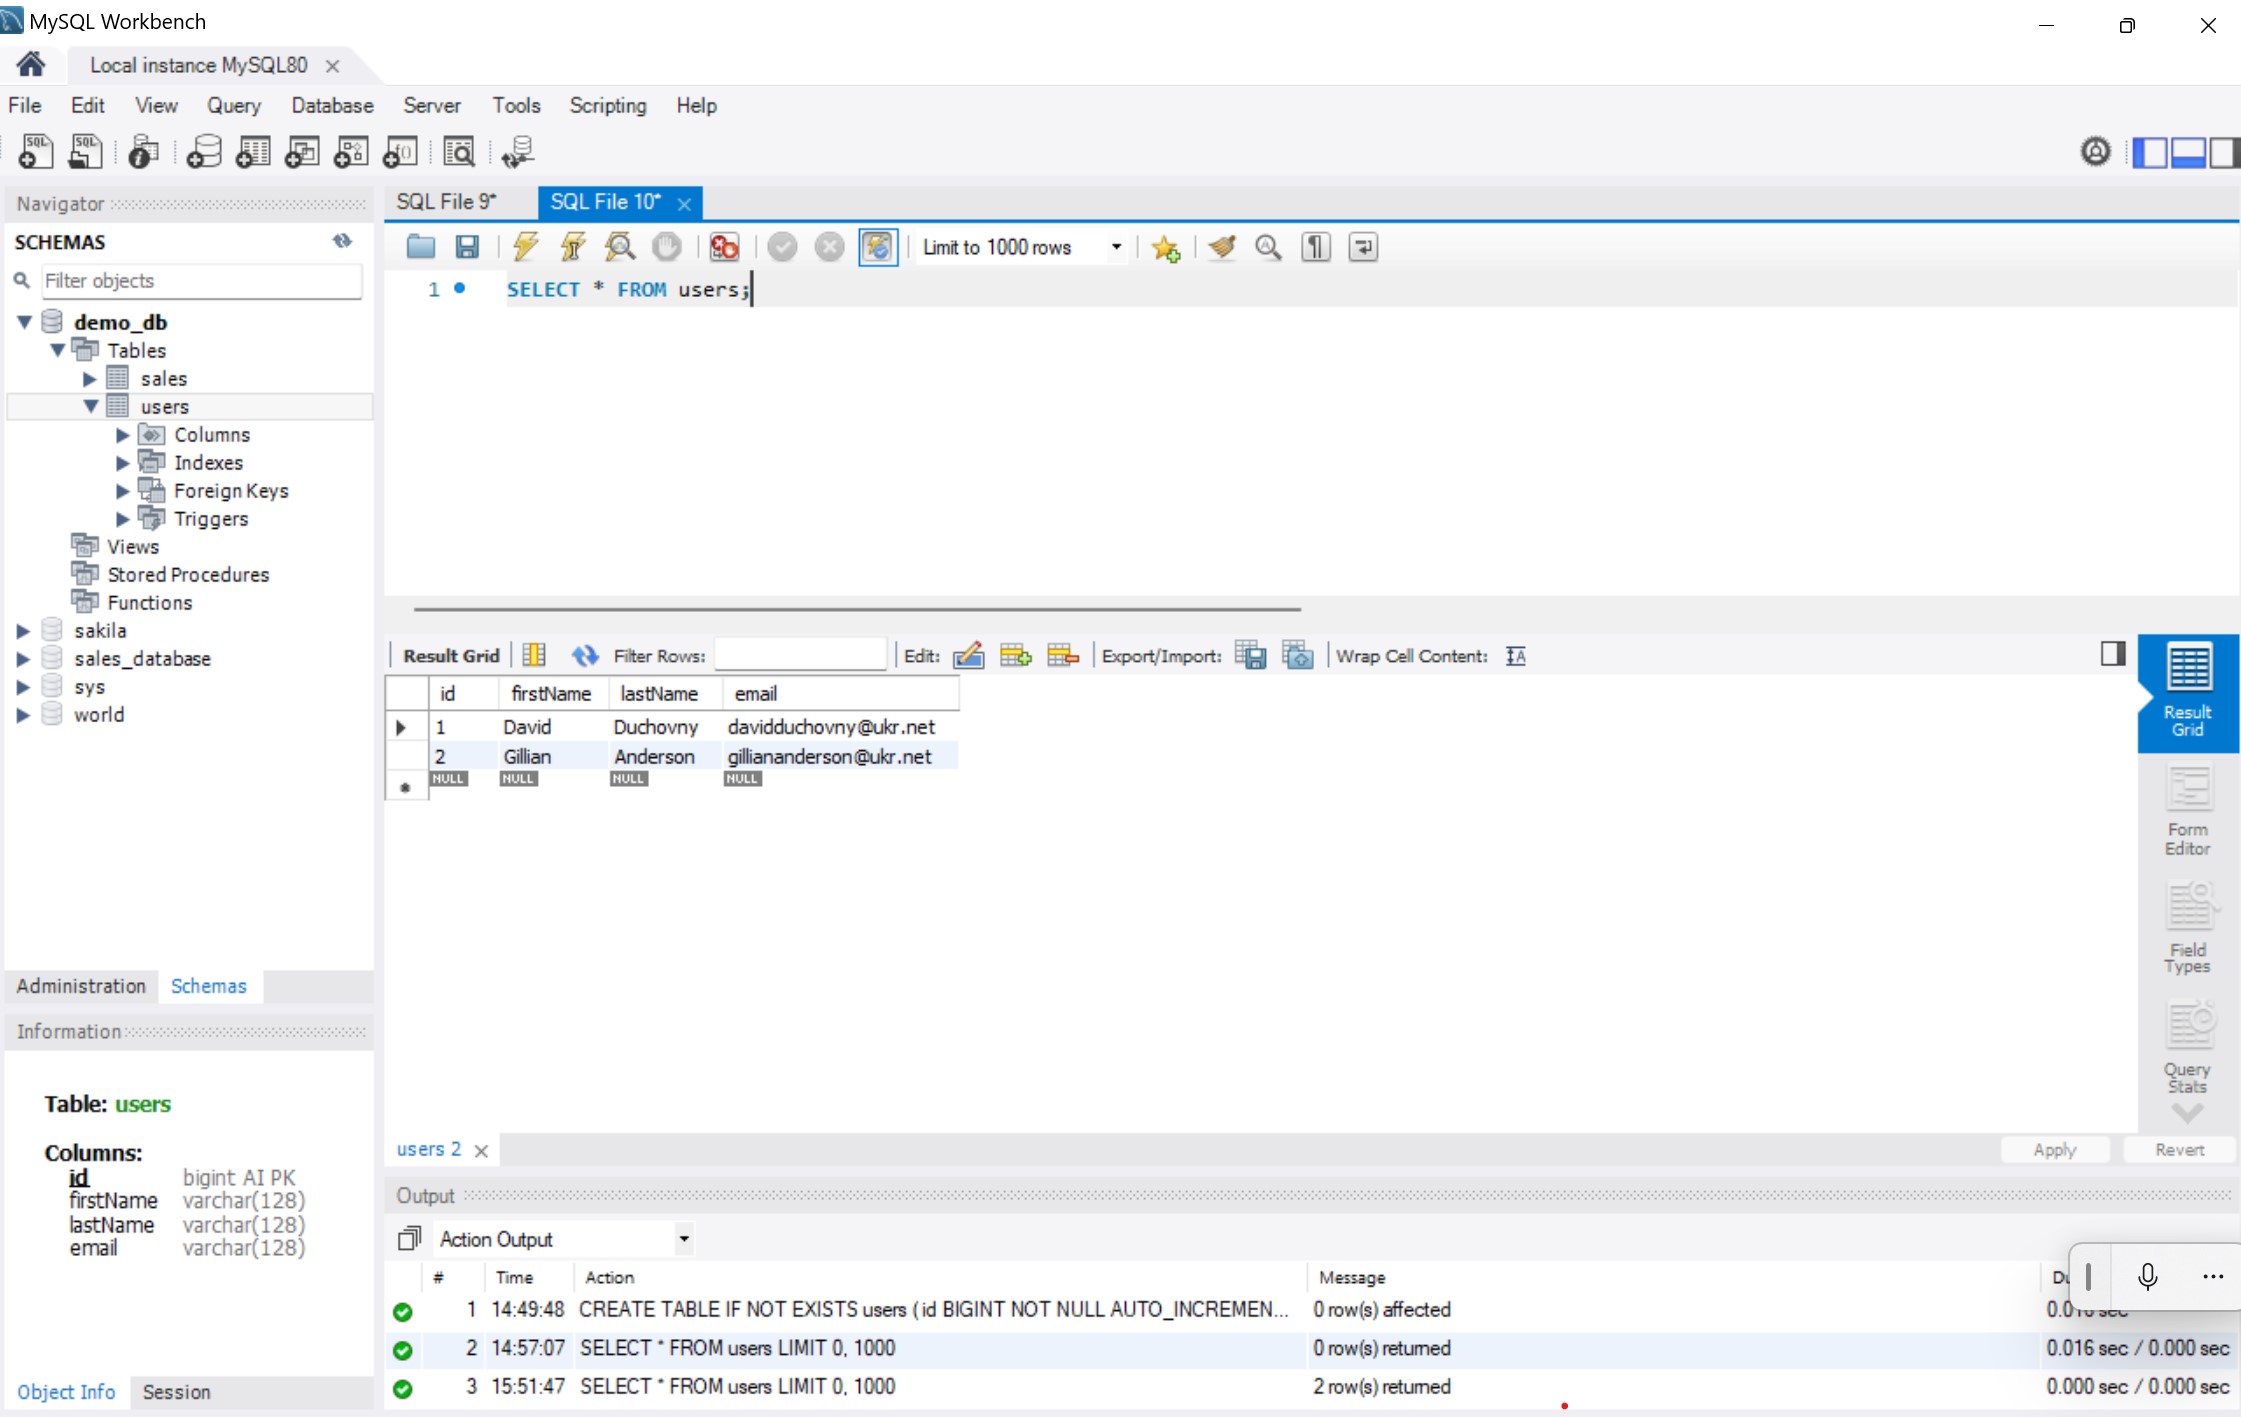 MySQL Workbench
Local instance MySQL80
File Edit View Query Database Server Tools Scripting Help
Navigator
SCHEMAS
Filter objects
demo_db
Tables
sales
users
Columns
Indexes
Foreign Keys
Triggers
Views
Stored Procedures
Functions
sakila
sales_database
sys
world
Administration Schemas
Information
Table: users
Columns:
id bigint AI PK
firstName varchar(128)
lastName varchar(128)
email varchar(128)
Object Info Session
SQL File 9* SQL File 10*
Limit to 1000 rows
1 SELECT * FROM users;
Result Grid Filter Rows: Edit: Export/Import: Wrap Cell Content:
id firstName lastName email
1 David Duchovny davidduchovny@ukr.net
2 Gillian Anderson gilliananderson@ukr.net
NULL NULL NULL NULL
Result
Grid
Form
Editor
Field
Types
Query
Stats
users 2
Apply Revert
Output
Action Output
# Time Action Message
1 14:49:48 CREATE TABLE IF NOT EXISTS users ( id BIGINT NOT NULL AUTO_INCREMEN... 0 row(s) affected 0.016 sec
2 14:57:07 SELECT * FROM users LIMIT 0, 1000 0 row(s) returned 0.016 sec / 0.000 sec
3 15:51:47 SELECT * FROM users LIMIT 0, 1000 2 row(s) returned 0.000 sec / 0.000 sec